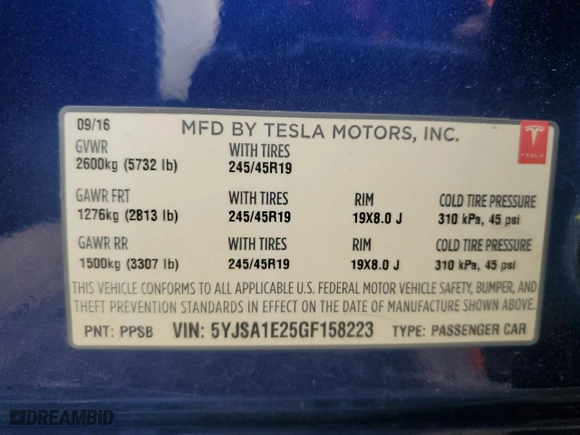 09/16 MFD BY TESLA MOTORS, INC.
TESLA
GVWR WITH TIRES
2600kg (5732 lb) 245/45R19
GAWR FRT WITH TIRES RIM COLD TIRE PRESSURE
1276kg (2813 lb) 245/45R19 19X8.0 J 310 kPa, 45 psi
GAWR RR WITH TIRES RIM COLD TIRE PRESSURE
1500kg (3307 lb) 245/45R19 19X8.0 J 310 kPa, 45 psi
THIS VEHICLE CONFORMS TO ALL APPLICABLE U.S. FEDERAL MOTOR VEHICLE SAFETY, BUMPER, AND
THEFT PREVENTION STANDARDS IN EFFECT ON THE DATE OF MANUFACTURE SHOWN ABOVE.
PNT: PPSB VIN: 5YJSA1E25GF158223 TYPE: PASSENGER CAR
DREAMBID